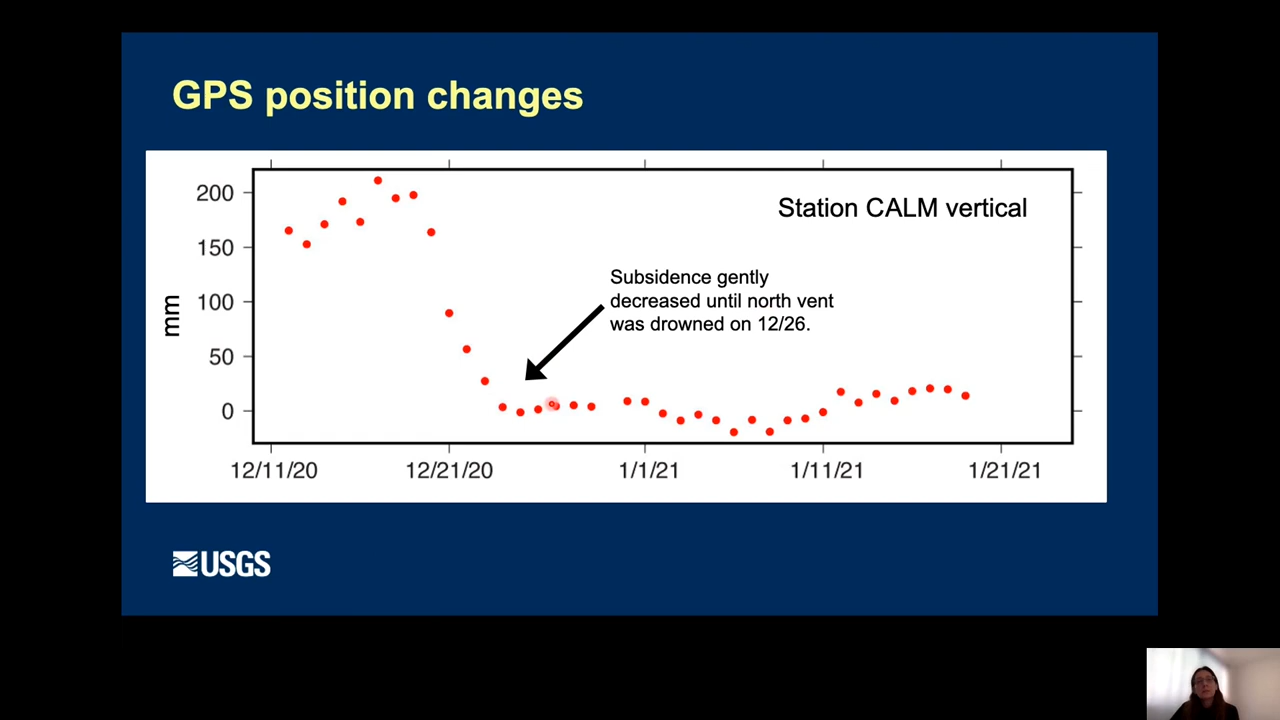 GPS position changes
200
150
100
50
0
mm
Station CALM vertical
Subsidence gently
decreased until north vent
was drowned on 12/26.
12/11/20
12/21/20
1/1/21
1/11/21
1/21/21
USGS